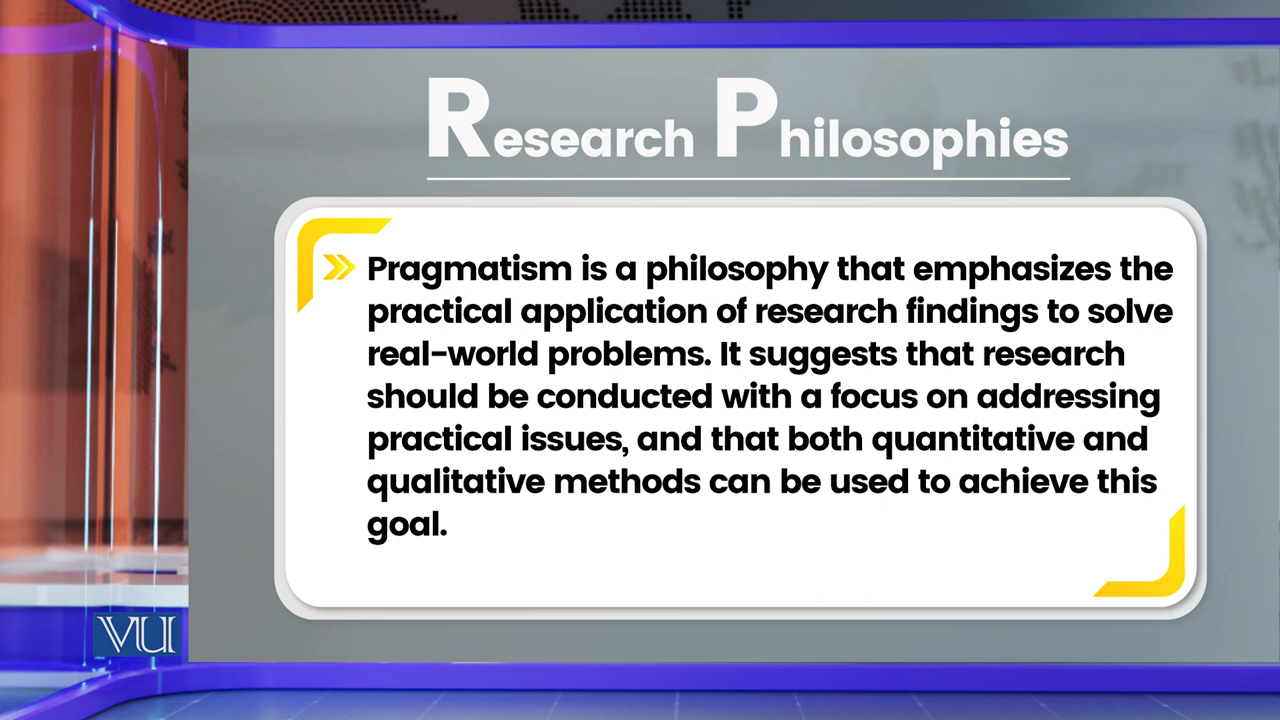 Research Philosophies
Pragmatism is a philosophy that emphasizes the
practical application of research findings to solve
real-world problems. It suggests that research
should be conducted with a focus on addressing
practical issues, and that both quantitative and
qualitative methods can be used to achieve this
goal.
VU